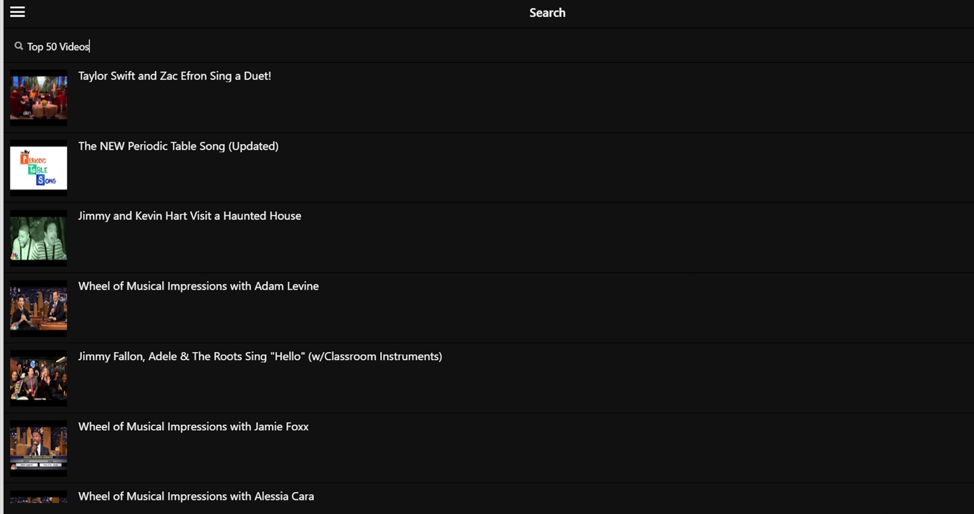 Search
Top 50 Videos
Taylor Swift and Zac Efron Sing a Duet!
The NEW Periodic Table Song (Updated)
PERIODIC
TABLE
SONG
Jimmy and Kevin Hart Visit a Haunted House
Wheel of Musical Impressions with Adam Levine
Jimmy Fallon, Adele & The Roots Sing "Hello" (w/Classroom Instruments)
Wheel of Musical Impressions with Jamie Foxx
Wheel of Musical Impressions with Alessia Cara